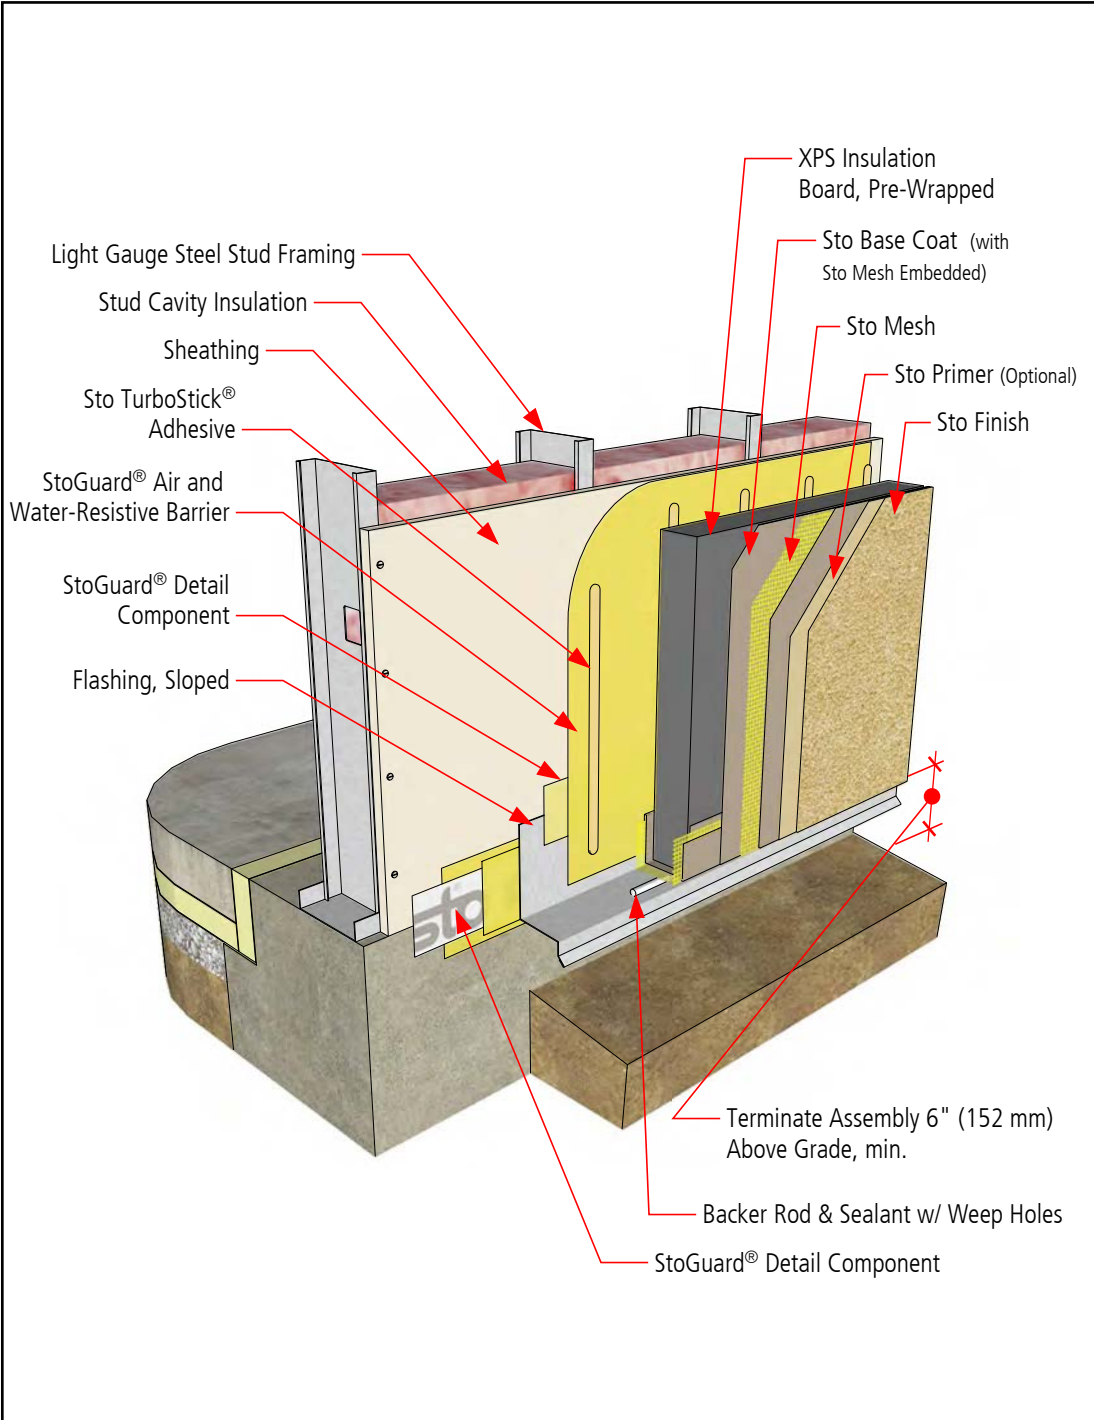 XPS Insulation
Board, Pre-Wrapped
Sto Base Coat (with
Sto Mesh Embedded)
Light Gauge Steel Stud Framing
Stud Cavity Insulation
Sto Mesh
Sheathing
Sto Primer (Optional)
Sto TurboStick®
Adhesive
Sto Finish
StoGuard® Air and
Water-Resistive Barrier
StoGuard® Detail
Component
Flashing, Sloped
sto
Terminate Assembly 6" (152 mm)
Above Grade, min.
Backer Rod & Sealant w/ Weep Holes
StoGuard® Detail Component